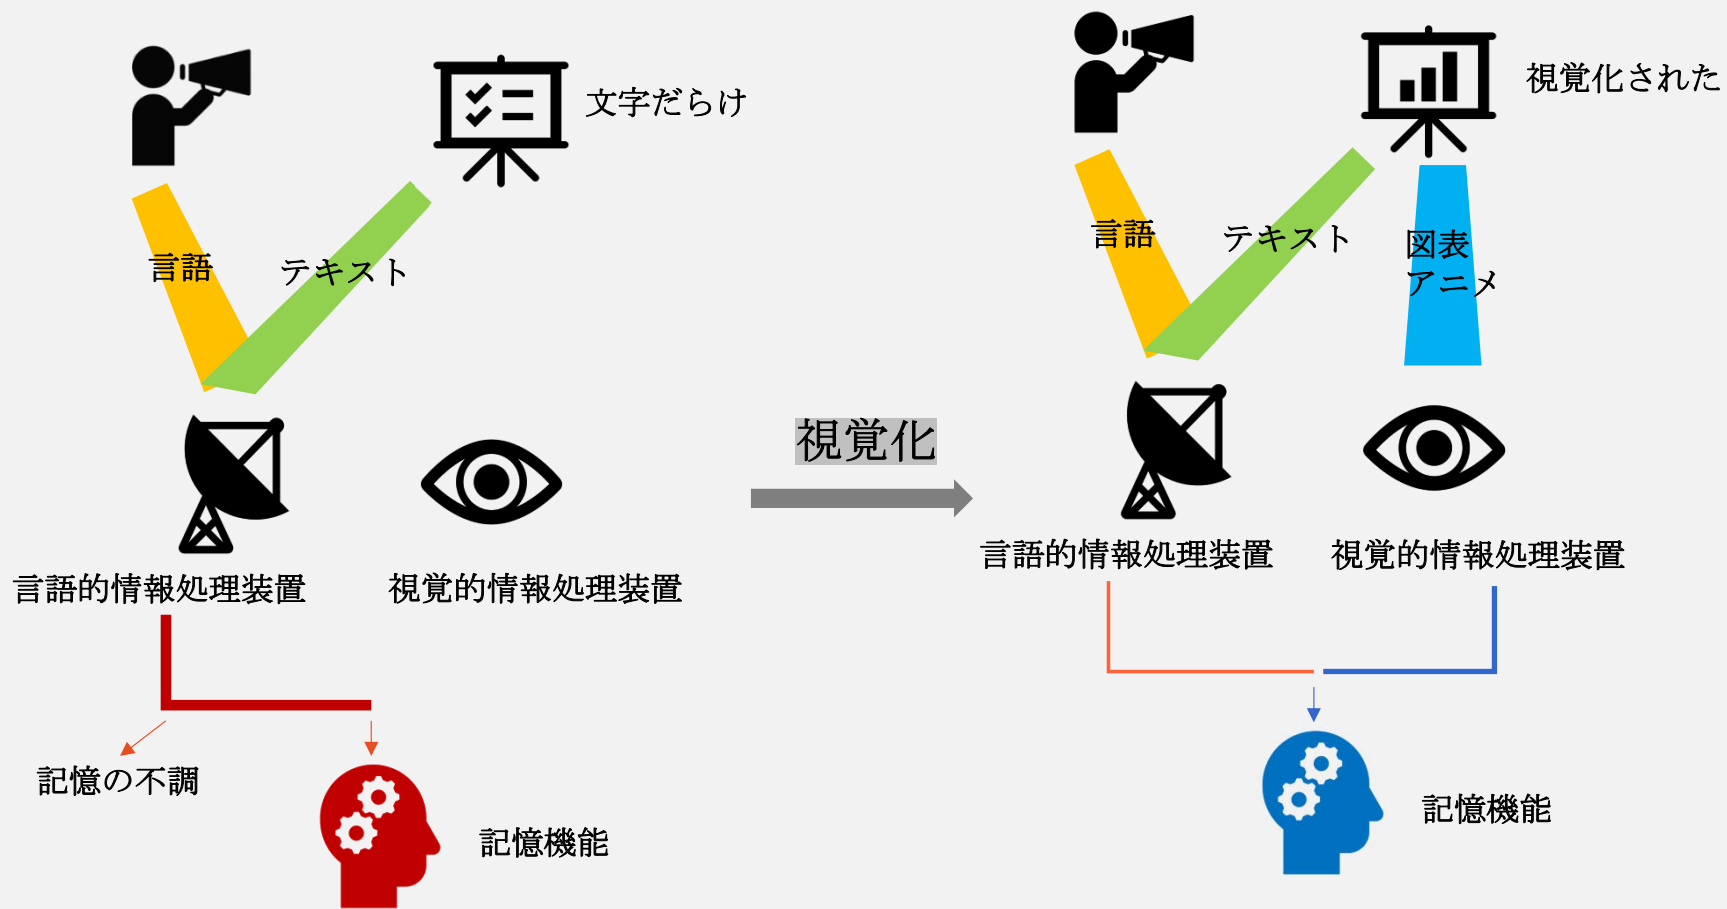 文字だらけ
言語
テキスト
言語的情報処理装置
視覚的情報処理装置
記憶の不調
記憶機能
視覚化
視覚化された
言語
テキスト
図表
アニメ
言語的情報処理装置
視覚的情報処理装置
記憶機能